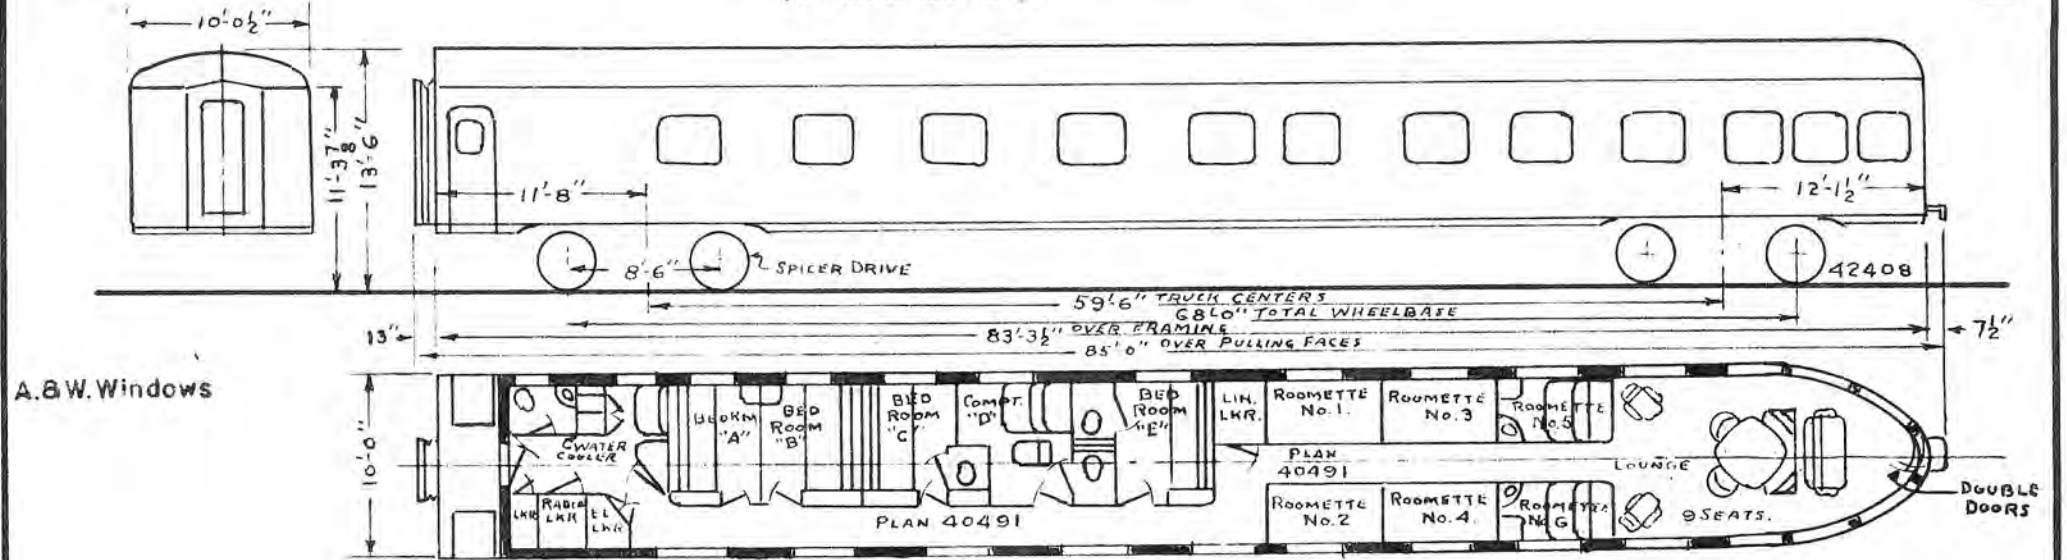 10'-0½"
11'-3⅞"
13'-6"
11'-8"
12'-1½"
8'-6"
SPICER DRIVE
42408
59'6" TRUCK CENTERS
68'0" TOTAL WHEELBASE
13"
83'-3½" OVER FRAMING
7½"
85'0" OVER PULLING FACES
A.&W. Windows
10'-0"
WATER
COOLER
LKR
RADIO
LKR
EL
LKR
BEDRM
"A"
BED
ROOM
"B"
BED
ROOM
"C"
COMPT.
"D"
BED
ROOM
"E"
LIN.
LKR.
ROOMETTE
No.1.
ROOMETTE
No.3
ROOMETTE
No.5
PLAN
40491
LOUNGE
PLAN 40491
ROOMETTE
No.2
ROOMETTE
No.4.
ROOMETTE
No.6
9 SEATS.
DOUBLE
DOORS